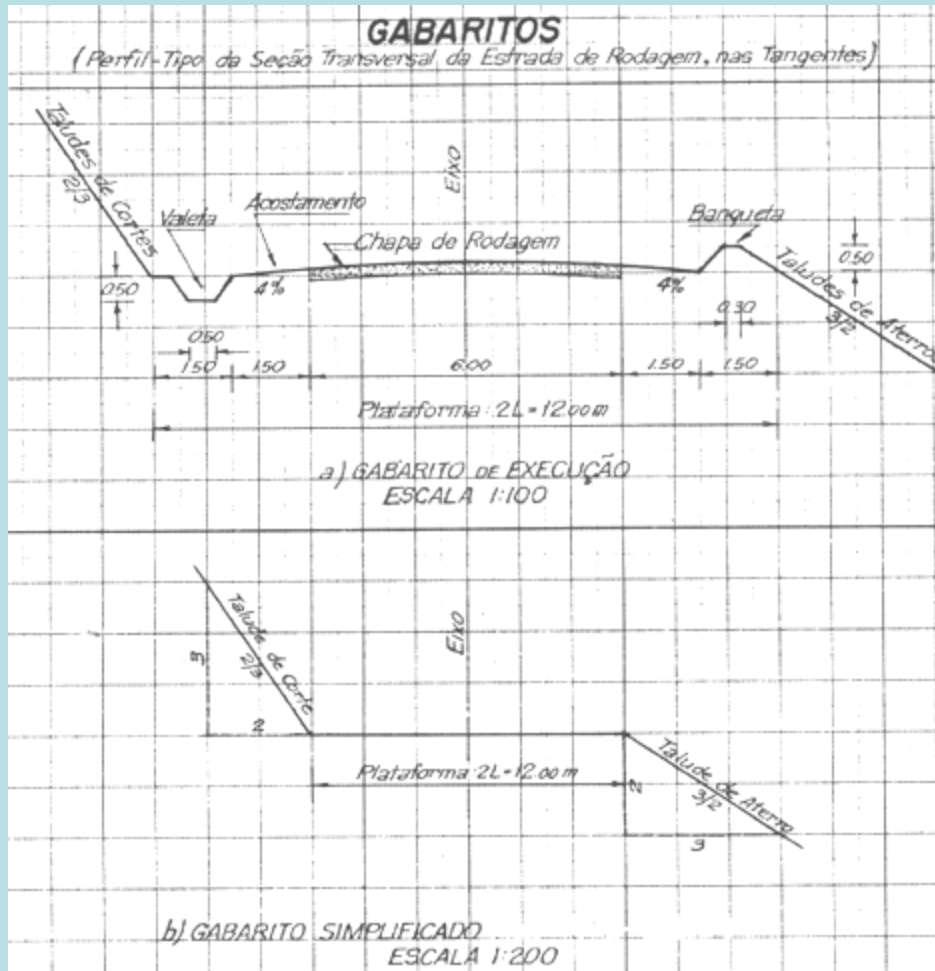 GABARITOS
(Perfil-Tipo da Seção Transversal da Estrada de Rodagem, nas Tangentes)
Taludes de Cortes
2/3
Valeta
Acostamento
Eixo
Chapa de Rodagem
Banqueta
0.50
Taludes de Aterros
3/2
0.50
4%
4%
0.30
0.50
1.50
1.50
6.00
1.50
1.50
Plataforma: 2L = 12.00 m
a) GABARITO DE EXECUÇÃO
ESCALA 1:100
Talude de Corte
2/3
3
2
Eixo
Plataforma: 2L = 12.00 m
Talude de Aterro
3/2
2
3
b) GABARITO SIMPLIFICADO
ESCALA 1:200